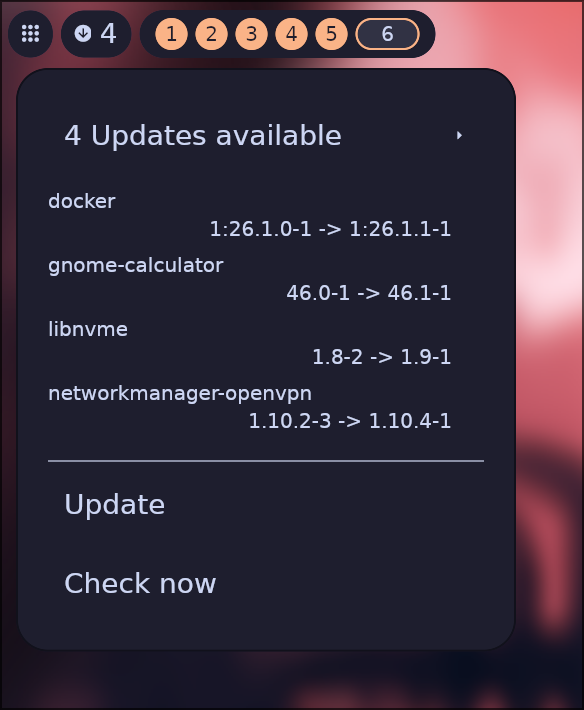 4 1 2 3 4 5 6
4 Updates available
docker
1:26.1.0-1 -> 1:26.1.1-1
gnome-calculator
46.0-1 -> 46.1-1
libnvme
1.8-2 -> 1.9-1
networkmanager-openvpn
1.10.2-3 -> 1.10.4-1
Update
Check now